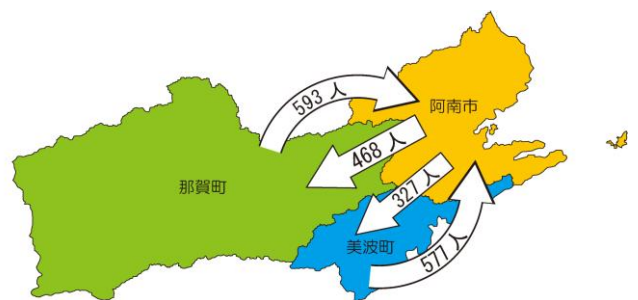 593 人
阿南市
468 人
327 人
那賀町
美波町
577 人